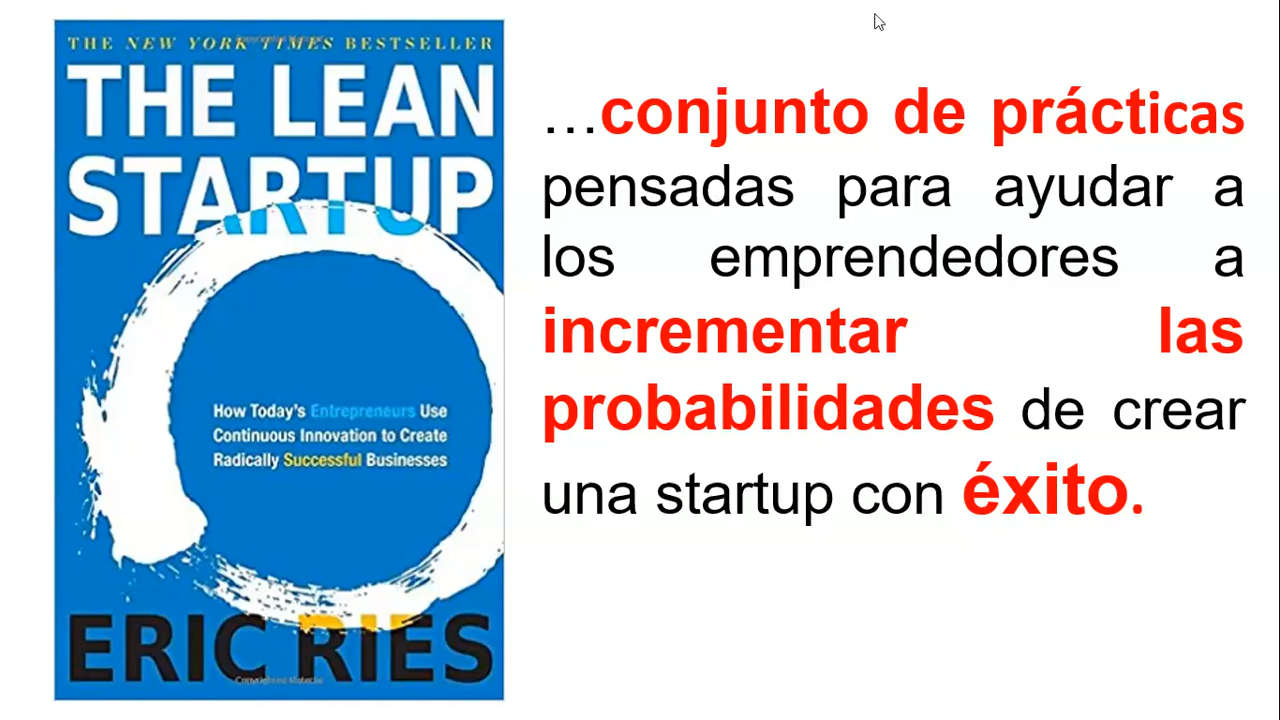 THE NEW YORK TIMES BESTSELLER
THE LEAN
STARTUP
How Today's Entrepreneurs Use
Continuous Innovation to Create
Radically Successful Businesses
ERIC RIES
Copyrighted Material
…conjunto de prácticas
pensadas para ayudar a
los emprendedores a
incrementar las
probabilidades de crear
una startup con éxito.